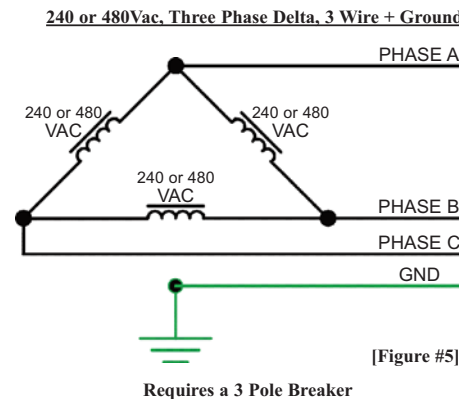 240 or 480Vac, Three Phase Delta, 3 Wire + Ground
PHASE A
240 or 480
VAC
240 or 480
VAC
240 or 480
VAC
PHASE B
PHASE C
GND
[Figure #5]
Requires a 3 Pole Breaker